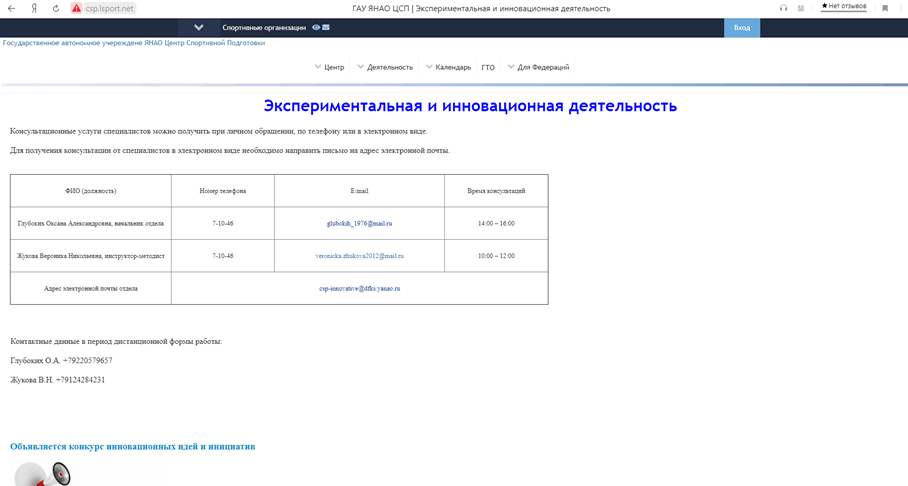 csp.lsport.net
ГАУ ЯНАО ЦСП | Экспериментальная и инновационная деятельность
★ Нет отзывов
Спортивные организации
Вход
Государственное автономное учереждене ЯНАО Центр Спортивной Подготовки
Центр
Деятельность
Календарь
ГТО
Для Федераций
Экспериментальная и инновационная деятельность
Консультационные услуги специалистов можно получить при личном обращении, по телефону или в электронном виде.
Для получения консультации от специалистов в электронном виде необходимо направить письмо на адрес электронной почты.
ФИО (должность) Номер телефона E:mail Время консультаций
Глубоких Оксана Александровна, начальник отдела 7-10-46 glubokih_1976@mail.ru 14:00 – 16:00
Жукова Вероника Николаевна, инструктор-методист 7-10-46 veronicka.zhukova2012@mail.ru 10:00 – 12:00
Адрес электронной почты отдела csp-innovative@dfks.yanao.ru
Контактные данные в период дистанционной формы работы:
Глубоких О.А. +79220579657
Жукова В.Н. +79124284231
Объявляется конкурс инновационных идей и инициатив